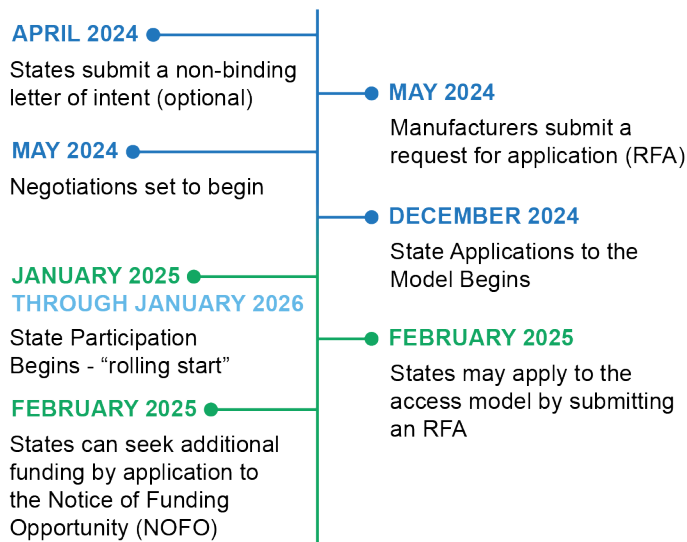 APRIL 2024
States submit a non-binding
letter of intent (optional)
MAY 2024
Manufacturers submit a
request for application (RFA)
MAY 2024
Negotiations set to begin
DECEMBER 2024
State Applications to the
Model Begins
JANUARY 2025
THROUGH JANUARY 2026
State Participation
Begins - “rolling start”
FEBRUARY 2025
States may apply to the
access model by submitting
an RFA
FEBRUARY 2025
States can seek additional
funding by application to
the Notice of Funding
Opportunity (NOFO)